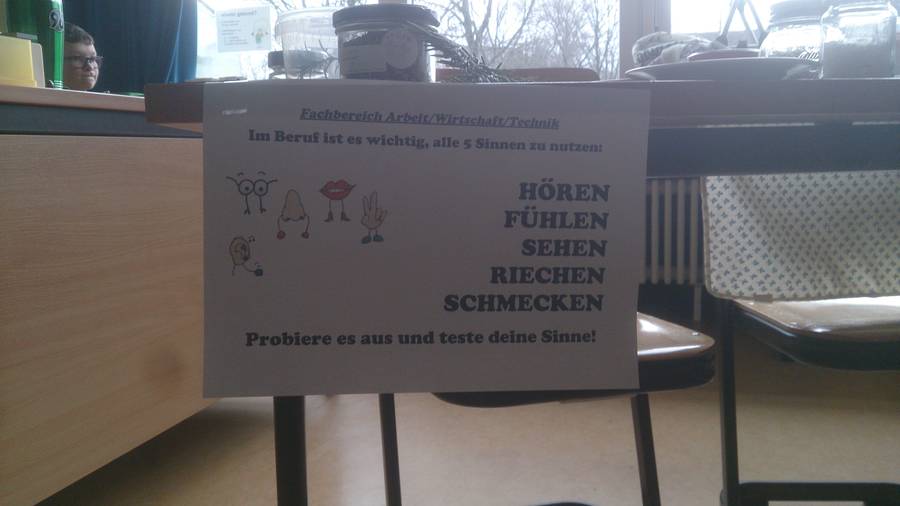 Fachbereich Arbeit/Wirtschaft/Technik
Im Beruf ist es wichtig, alle 5 Sinnen zu nutzen:
HÖREN
FÜHLEN
SEHEN
RIECHEN
SCHMECKEN
Probiere es aus und teste deine Sinne!